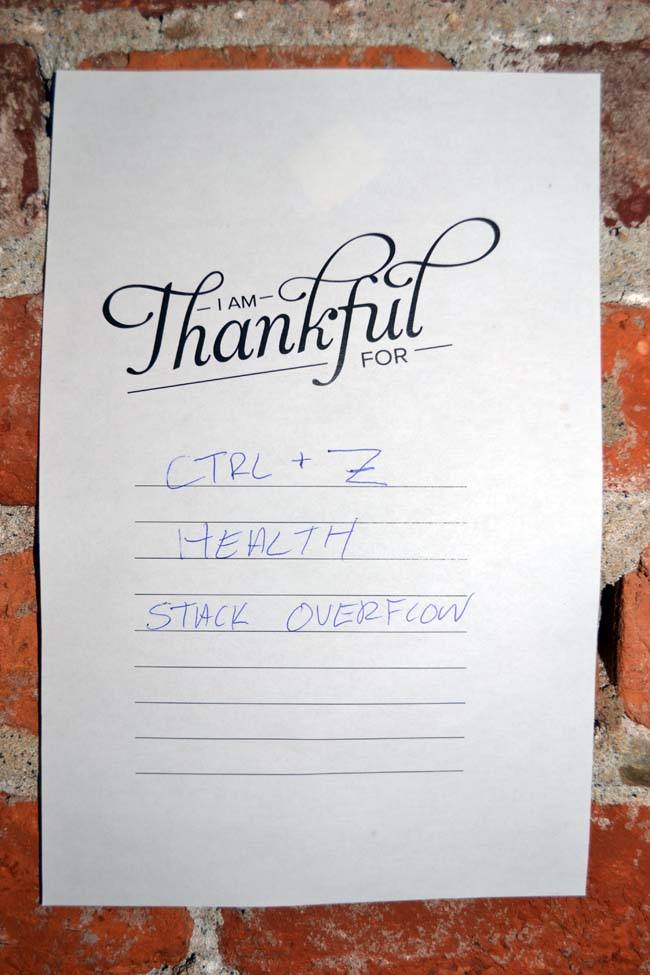 I AM
Thankful
FOR
CTRL + Z
HEALTH
STACK OVERFLOW